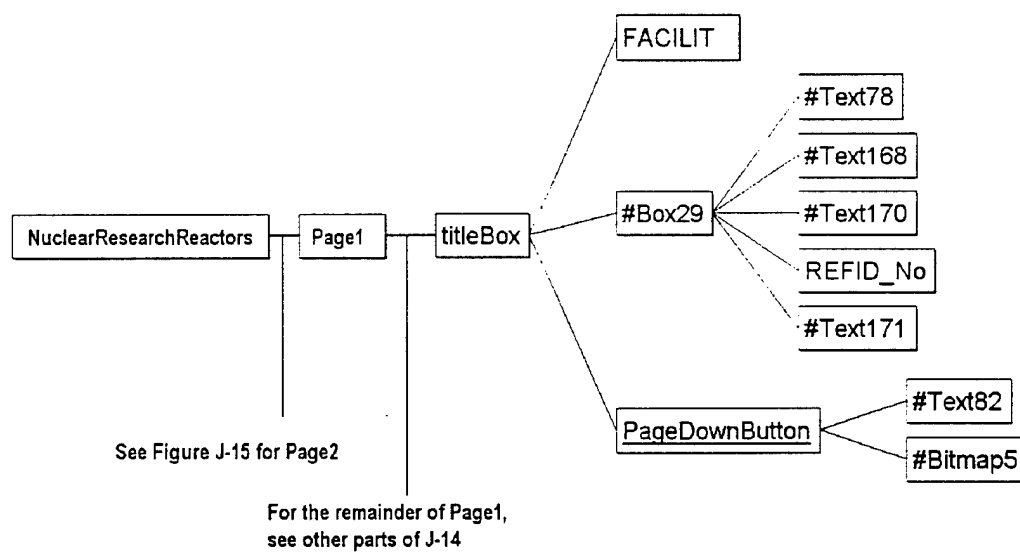 FACILIT
#Text78
#Text168
NuclearResearchReactors
Page1
titleBox
#Box29
#Text170
REFID_No
#Text171
PageDownButton
#Text82
#Bitmap5
See Figure J-15 for Page2
For the remainder of Page1,
see other parts of J-14